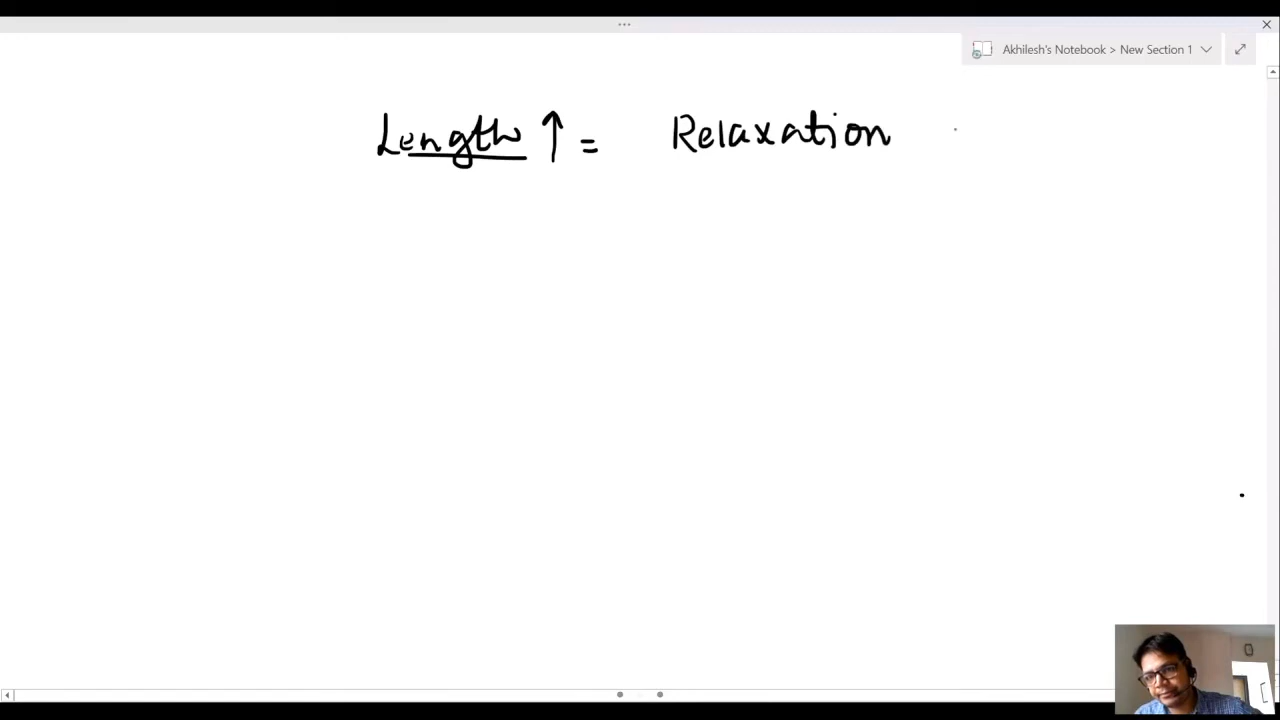 Akhilesh's Notebook > New Section 1
Length ↑ = Relaxation